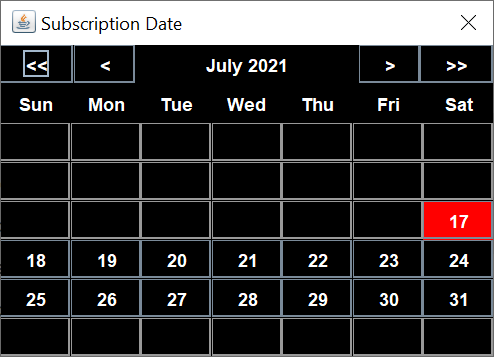 Subscription Date
<< < July 2021 > >>
Sun Mon Tue Wed Thu Fri Sat
17
18 19 20 21 22 23 24
25 26 27 28 29 30 31